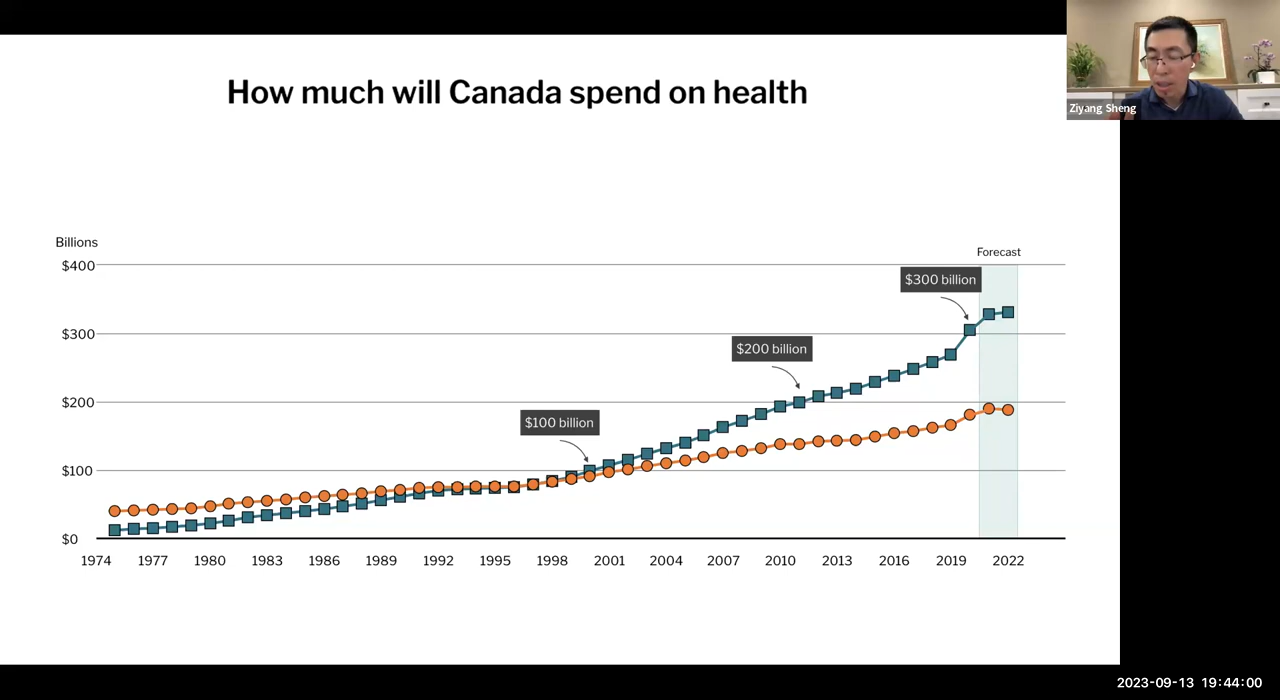 How much will Canada spend on health
Ziyang Sheng
Billions
Forecast
$400
$300 billion
$300
$200 billion
$200
$100 billion
$100
$0
1974 1977 1980 1983 1986 1989 1992 1995 1998 2001 2004 2007 2010 2013 2016 2019 2022
2023-09-13 19:44:00